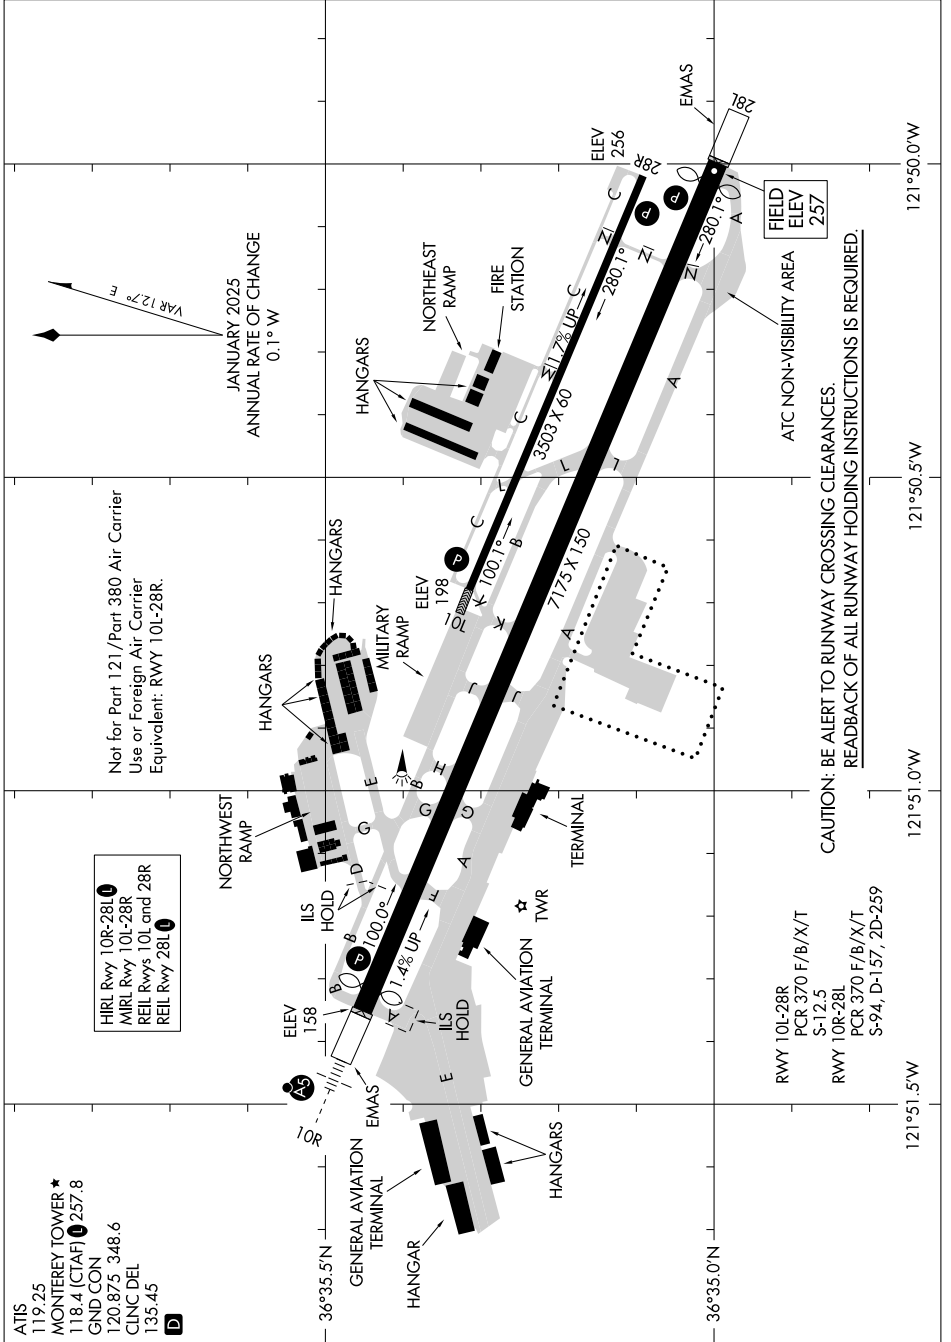 ATIS
119.25
MONTEREY TOWER ★
118.4 (CTAF) L 257.8
GND CON
120.875 348.6
CLNC DEL
135.45
D
HIRL Rwy 10R-28L L
MIRL Rwy 10L-28R
REIL Rwys 10L and 28R
REIL Rwy 28L L
Not for Part 121/Part 380 Air Carrier
Use or Foreign Air Carrier
Equivalent: RWY 10L-28R.
JANUARY 2025
ANNUAL RATE OF CHANGE
0.1° W
VAR 12.7° E
36°35.5'N
36°35.0'N
121°51.5'W
121°51.0'W
121°50.5'W
121°50.0'W
NORTHWEST
RAMP
HANGARS
HANGARS
MILITARY
RAMP
HANGARS
NORTHEAST
RAMP
FIRE
STATION
ELEV
256
28R
EMAS
28L
FIELD
ELEV
257
ATC NON-VISIBILITY AREA
ELEV
198
10L
100.1°
3503 X 60
1.7% UP
280.1°
280.1°
7175 X 150
100.0°
1.4% UP
ILS
HOLD
ELEV
158
A5
10R
EMAS
ILS
HOLD
GENERAL AVIATION
TERMINAL
HANGAR
HANGARS
GENERAL AVIATION
TERMINAL
TWR
TERMINAL
P
P
P
P
B
B
D
G
E
B
H
G
G
F
A
A
E
J
J
K
K
B
A
L
L
L
C
C
M
C
C
N
N
N
A
A
RWY 10L-28R
PCR 370 F/B/X/T
S-12.5
RWY 10R-28L
PCR 370 F/B/X/T
S-94, D-157, 2D-259
CAUTION: BE ALERT TO RUNWAY CROSSING CLEARANCES.
READBACK OF ALL RUNWAY HOLDING INSTRUCTIONS IS REQUIRED.